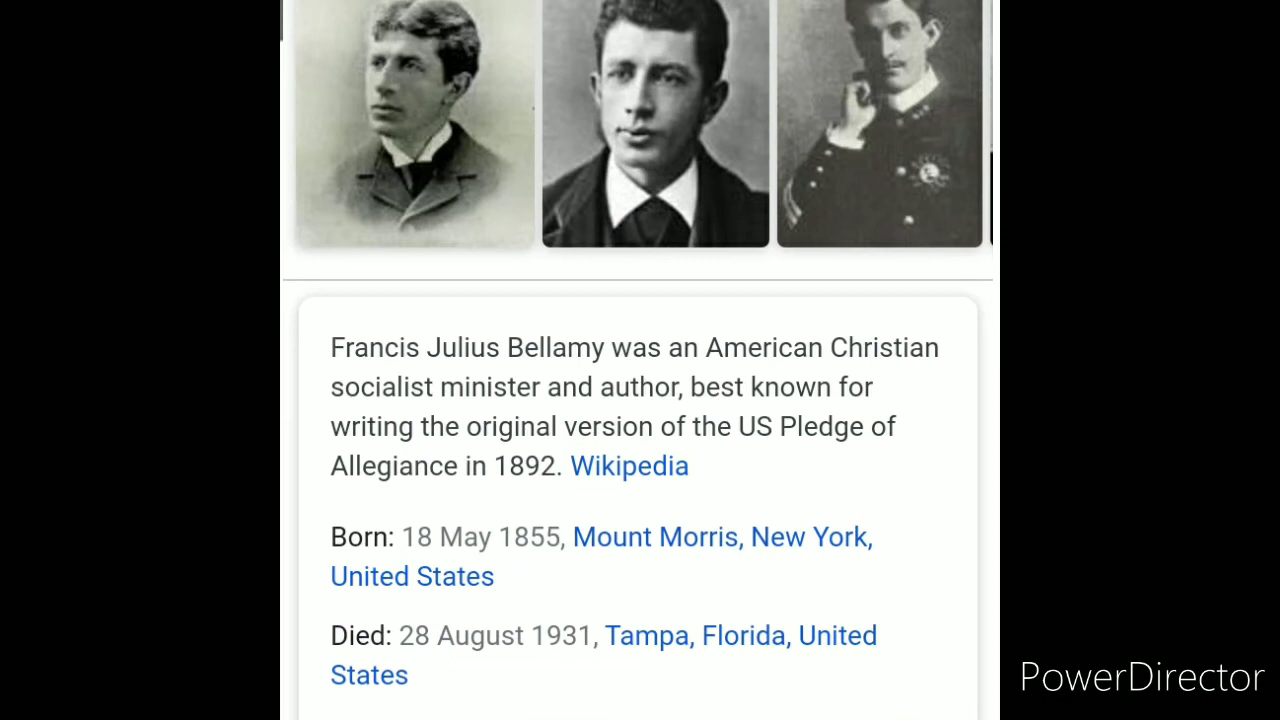 Francis Julius Bellamy was an American Christian
socialist minister and author, best known for
writing the original version of the US Pledge of
Allegiance in 1892. Wikipedia
Born: 18 May 1855, Mount Morris, New York,
United States
Died: 28 August 1931, Tampa, Florida, United
States
PowerDirector